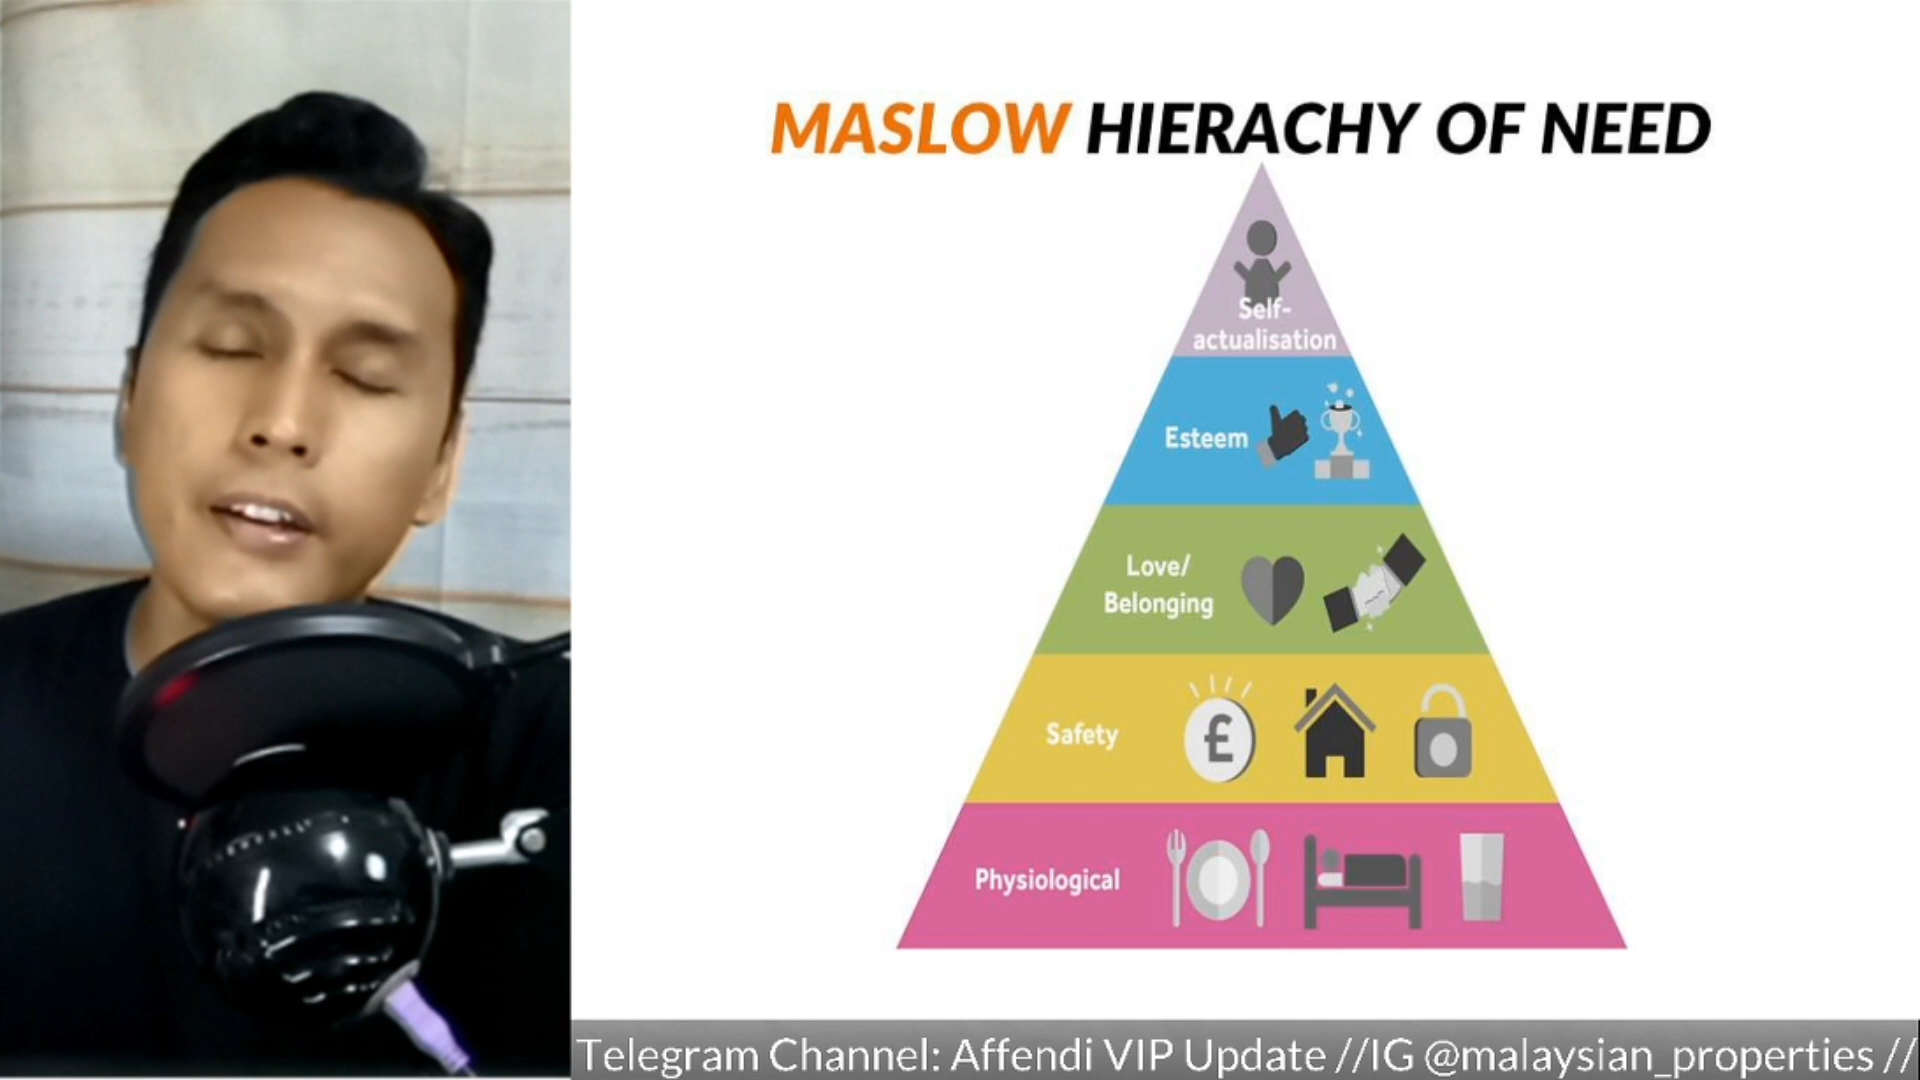 MASLOW HIERACHY OF NEED
Self-
actualisation
Esteem
Love/
Belonging
Safety
£
Physiological
Telegram Channel: Affendi VIP Update //IG @malaysian_properties //